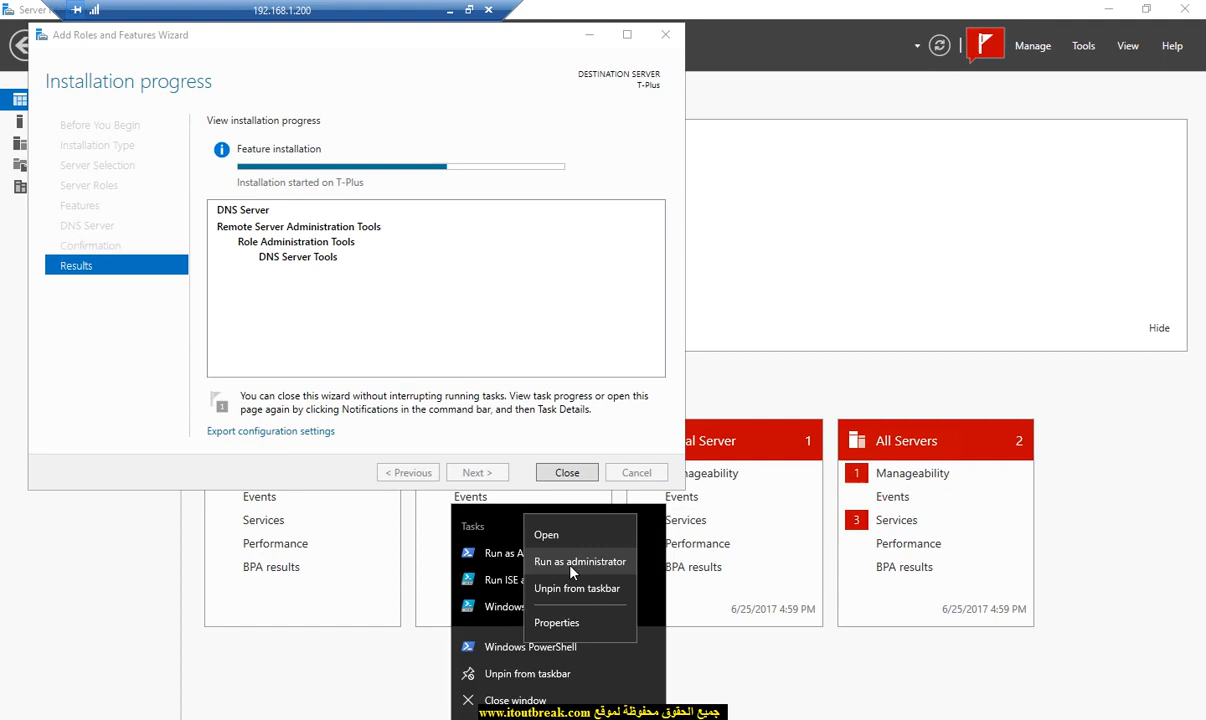 Server
192.168.1.200
Manage
Tools
View
Help
Add Roles and Features Wizard
Installation progress
DESTINATION SERVER
T-Plus
Before You Begin
Installation Type
Server Selection
Server Roles
Features
DNS Server
Confirmation
Results
View installation progress
Feature installation
Installation started on T-Plus
DNS Server
Remote Server Administration Tools
Role Administration Tools
DNS Server Tools
1
You can close this wizard without interrupting running tasks. View task progress or open this
page again by clicking Notifications in the command bar, and then Task Details.
Export configuration settings
< Previous
Next >
Close
Cancel
Hide
al Server
1
All Servers
2
Manageability
1
Manageability
Events
Events
Events
Events
Services
Services
3
Services
Performance
Performance
Performance
BPA results
BPA results
BPA results
6/25/2017 4:59 PM
6/25/2017 4:59 PM
Tasks
Run as A
Run ISE a
Windows
Windows PowerShell
Unpin from taskbar
Close window
Open
Run as administrator
Unpin from taskbar
Properties
جميع الحقوق محفوظة لموقع www.itoutbreak.com